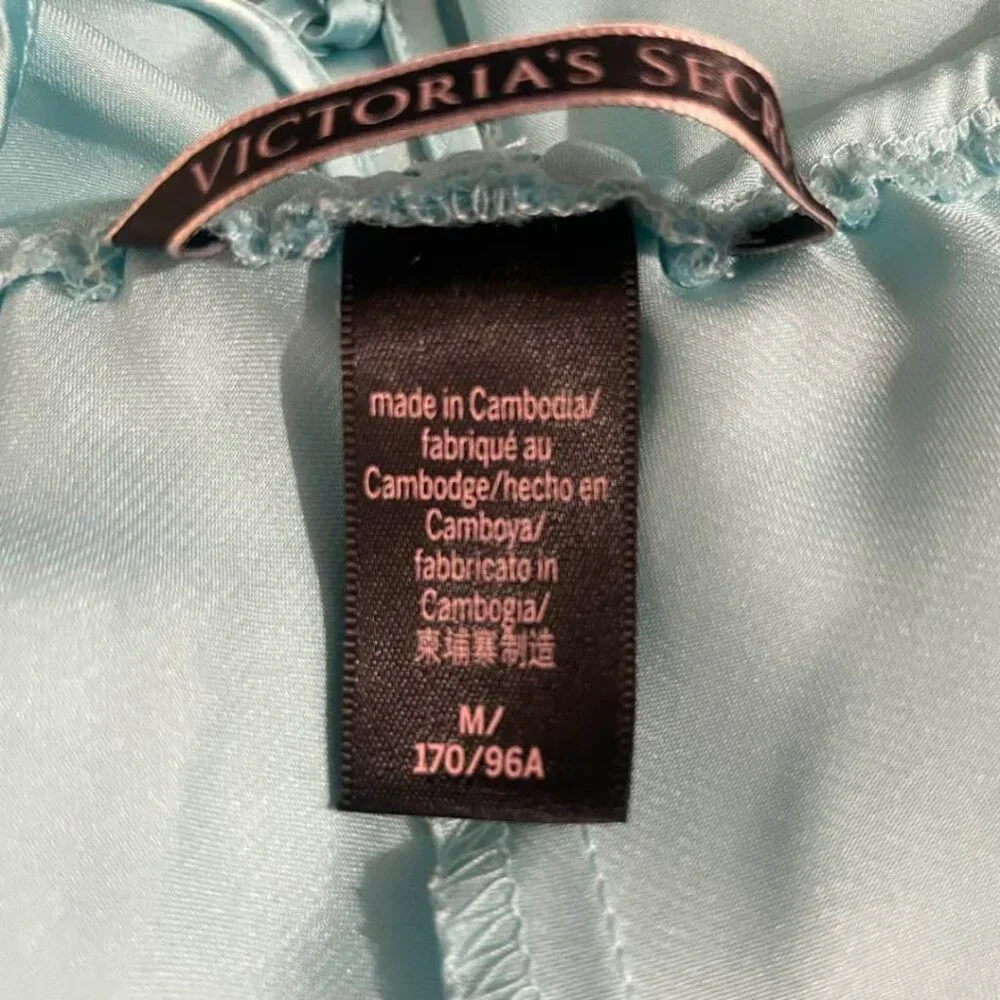 VICTORIA'S SEC
made in Cambodia/
fabriqué au
Cambodge/hecho en
Camboya/
fabbricato in
Cambogia/
柬埔寨制造
M/
170/96A